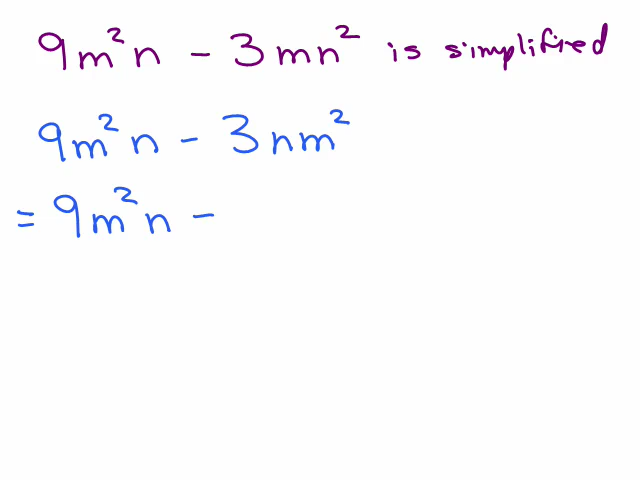 9m²n - 3mn² is simplified
9m²n - 3nm²
= 9m²n -